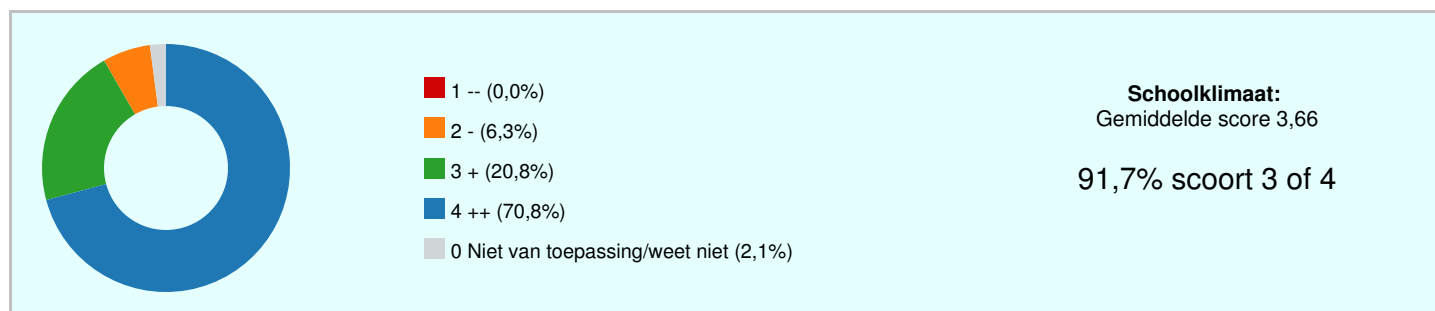 1 -- (0,0%)
2 - (6,3%)
3 + (20,8%)
4 ++ (70,8%)
0 Niet van toepassing/weet niet (2,1%)
Schoolklimaat:
Gemiddelde score 3,66
91,7% scoort 3 of 4